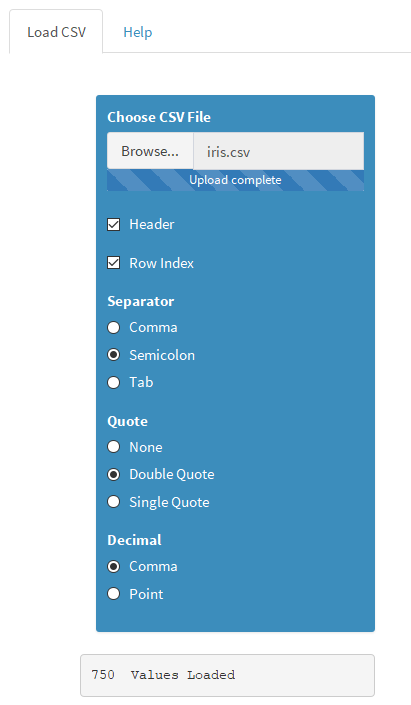 Load CSV
Help
Choose CSV File
Browse...
iris.csv
Upload complete
Header
Row Index
Separator
Comma
Semicolon
Tab
Quote
None
Double Quote
Single Quote
Decimal
Comma
Point
750 Values Loaded